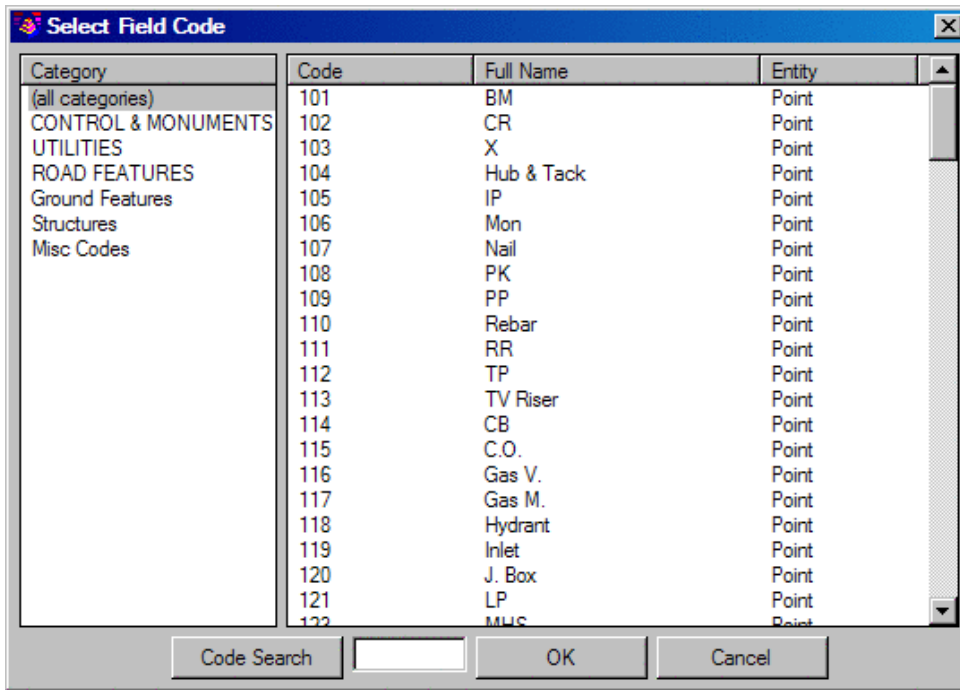 Select Field Code
Category
(all categories)
CONTROL & MONUMENTS
UTILITIES
ROAD FEATURES
Ground Features
Structures
Misc Codes
Code Full Name Entity
101 BM Point
102 CR Point
103 X Point
104 Hub & Tack Point
105 IP Point
106 Mon Point
107 Nail Point
108 PK Point
109 PP Point
110 Rebar Point
111 RR Point
112 TP Point
113 TV Riser Point
114 CB Point
115 C.O. Point
116 Gas V. Point
117 Gas M. Point
118 Hydrant Point
119 Inlet Point
120 J. Box Point
121 LP Point
122 MHS Point
Code Search OK Cancel